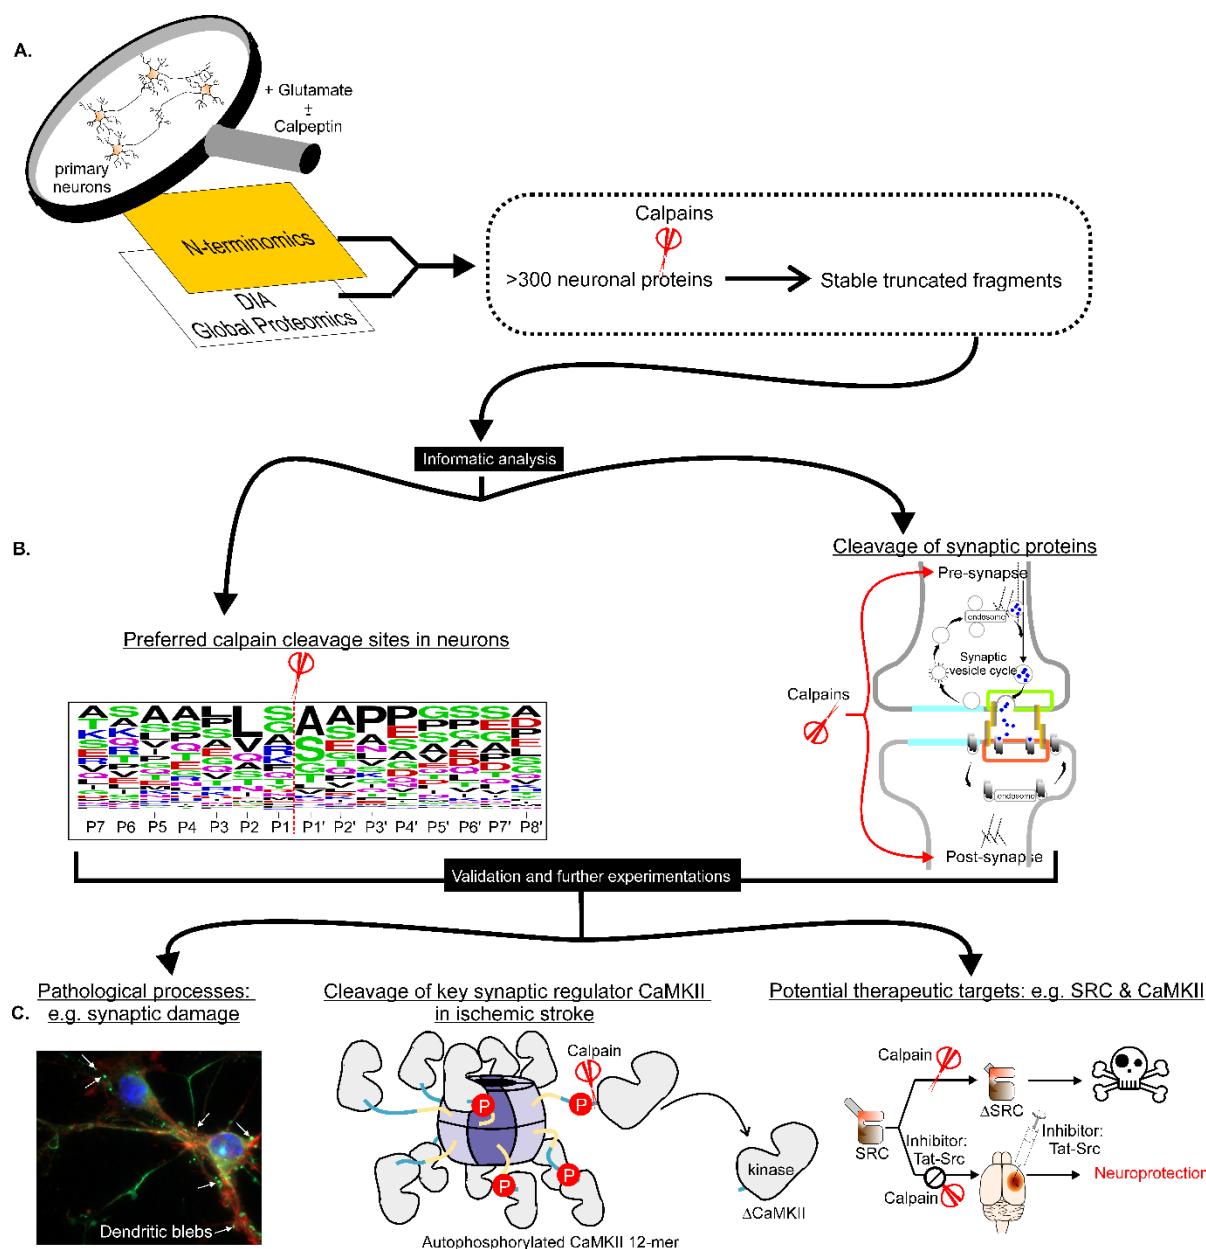 A.
+ Glutamate
±
Calpeptin
primary
neurons
N-terminomics
DIA
Global Proteomics
Calpains
>300 neuronal proteins
Stable truncated fragments
Informatic analysis
B.
Cleavage of synaptic proteins
Pre-synapse
endosome
Synaptic
vesicle cycle
Calpains
endosome
Post-synapse
Preferred calpain cleavage sites in neurons
P7 P6 P5 P4 P3 P2 P1 P1' P2' P3' P4' P5' P6' P7' P8'
Validation and further experimentations
C.
Pathological processes:
e.g. synaptic damage
Dendritic blebs
Cleavage of key synaptic regulator CaMKII
in ischemic stroke
Calpain
P
P
P
P
kinase
ΔCaMKII
Autophosphorylated CaMKII 12-mer
Potential therapeutic targets: e.g. SRC & CaMKII
Calpain
ΔSRC
SRC
Inhibitor:
Tat-Src
Calpain
Inhibitor:
Tat-Src
Neuroprotection